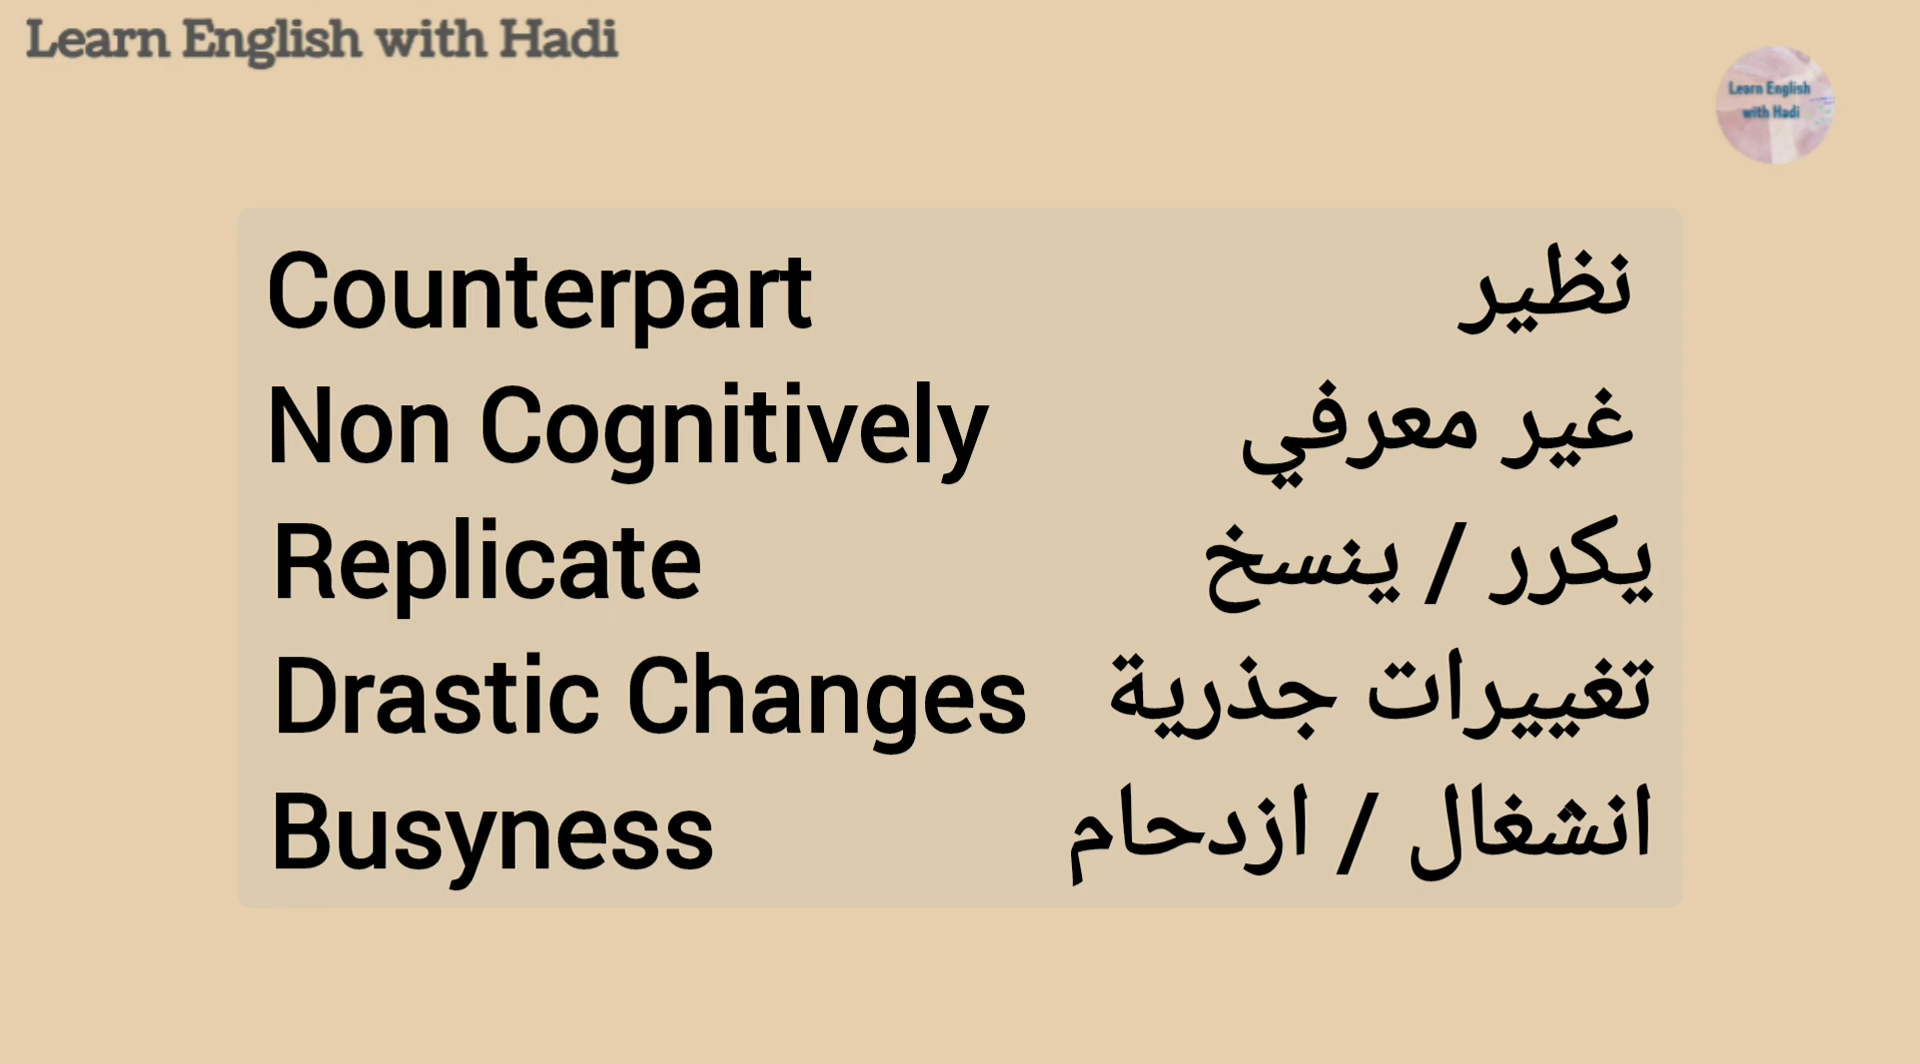 Learn English with Hadi
Learn English
with Hadi
Counterpart نظير
Non Cognitively غير معرفي
Replicate يكرر / ينسخ
Drastic Changes تغييرات جذرية
Busyness انشغال / ازدحام